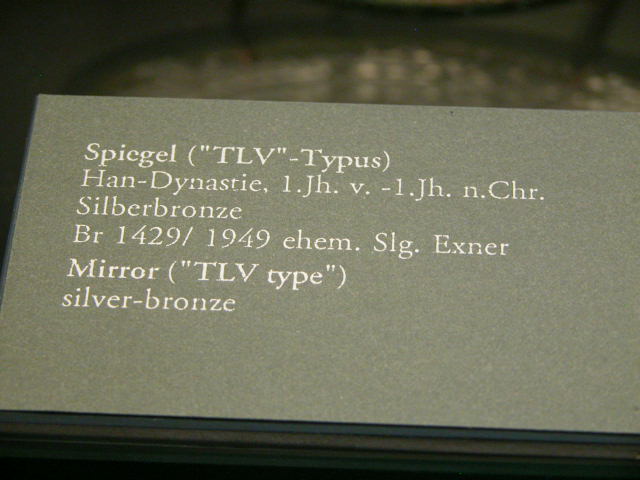 Spiegel ("TLV"-Typus)
Han-Dynastie, 1.Jh. v. -1.Jh. n.Chr.
Silberbronze
Br 1429/ 1949 ehem. Slg. Exner
Mirror ("TLV type")
silver-bronze